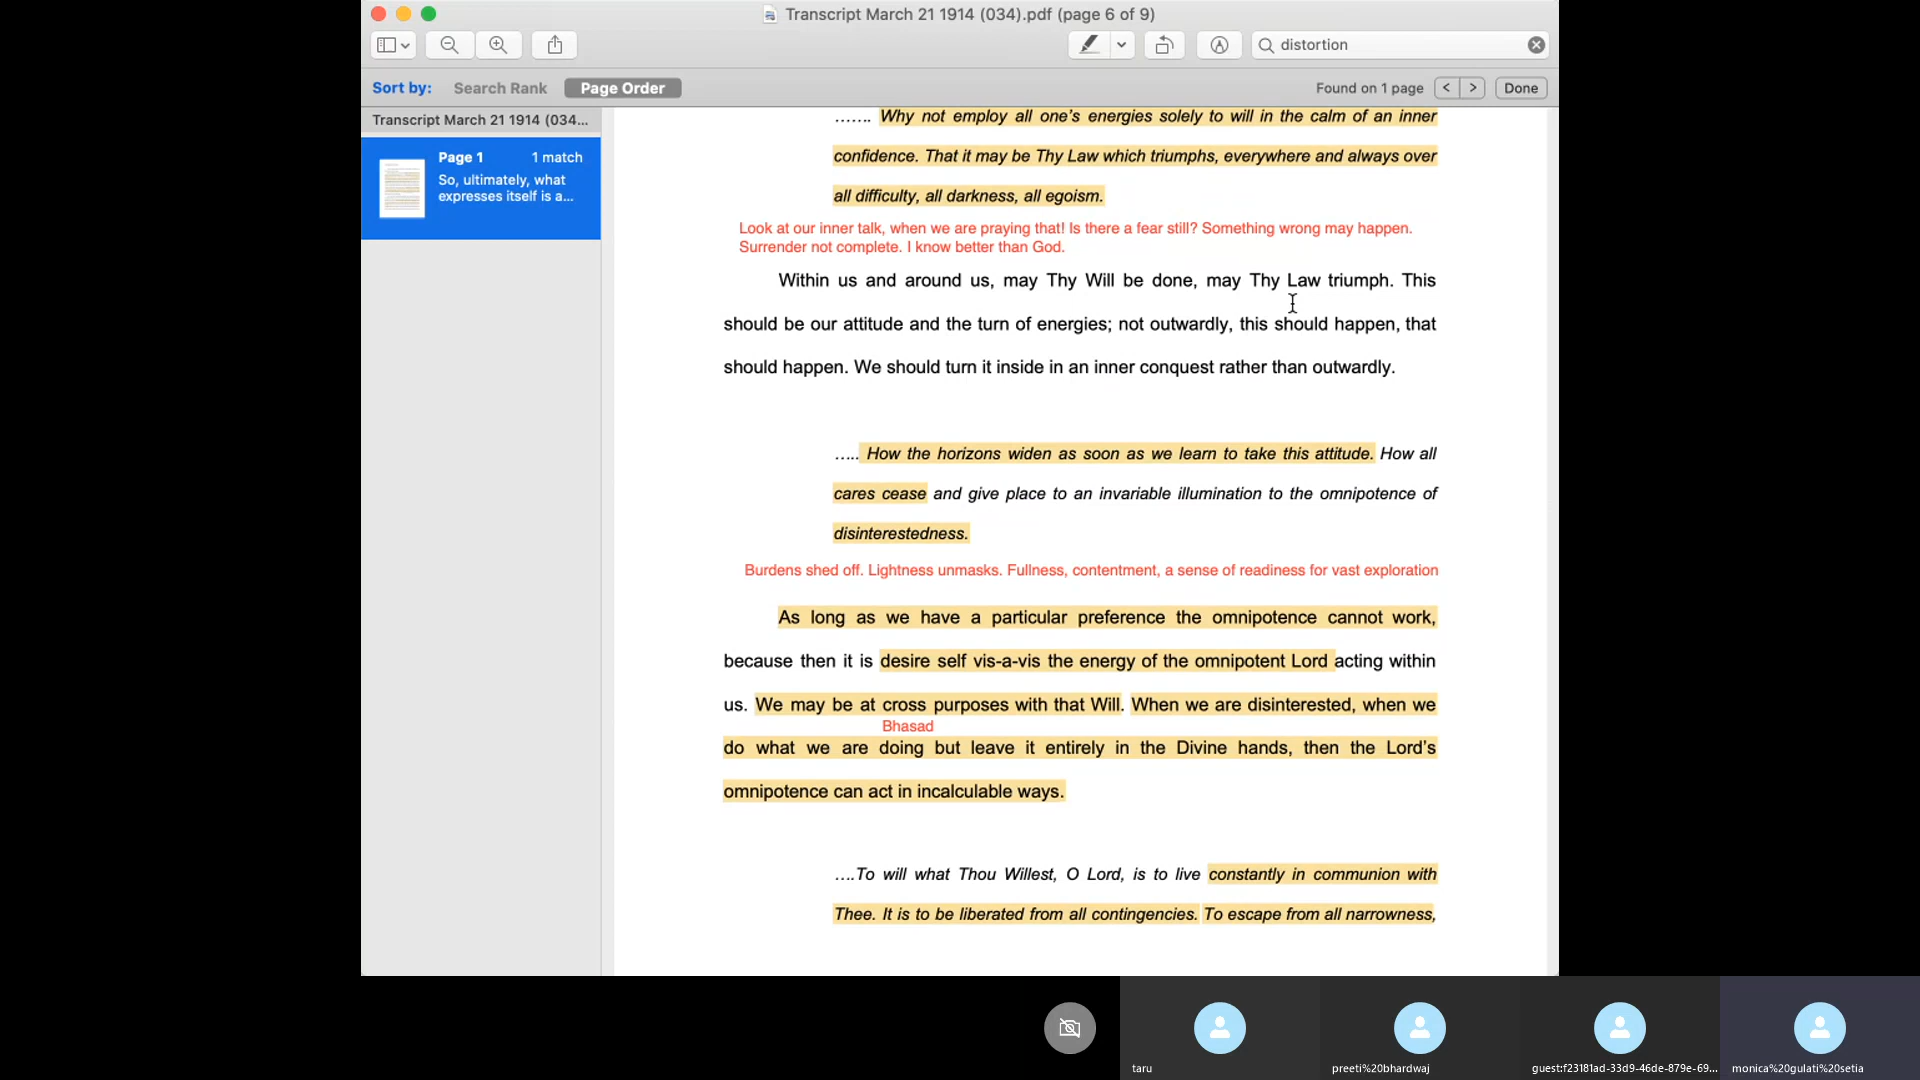 Transcript March 21 1914 (034).pdf (page 6 of 9)
distortion
Sort by: Search Rank Page Order Found on 1 page < > Done
Transcript March 21 1914 (034...
Page 1 1 match
So, ultimately, what
expresses itself is a...
....... Why not employ all one's energies solely to will in the calm of an inner
confidence. That it may be Thy Law which triumphs, everywhere and always over
all difficulty, all darkness, all egoism.
Look at our inner talk, when we are praying that! Is there a fear still? Something wrong may happen.
Surrender not complete. I know better than God.
Within us and around us, may Thy Will be done, may Thy Law triumph. This
should be our attitude and the turn of energies; not outwardly, this should happen, that
should happen. We should turn it inside in an inner conquest rather than outwardly.
..... How the horizons widen as soon as we learn to take this attitude. How all
cares cease and give place to an invariable illumination to the omnipotence of
disinterestedness.
Burdens shed off. Lightness unmasks. Fullness, contentment, a sense of readiness for vast exploration
As long as we have a particular preference the omnipotence cannot work,
because then it is desire self vis-a-vis the energy of the omnipotent Lord acting within
us. We may be at cross purposes with that Will. When we are disinterested, when we
Bhasad
do what we are doing but leave it entirely in the Divine hands, then the Lord's
omnipotence can act in incalculable ways.
....To will what Thou Willest, O Lord, is to live constantly in communion with
Thee. It is to be liberated from all contingencies. To escape from all narrowness,
taru
preeti%20bhardwaj
guest:f23181ad-33d9-46de-879e-69...
monica%20gulati%20setia